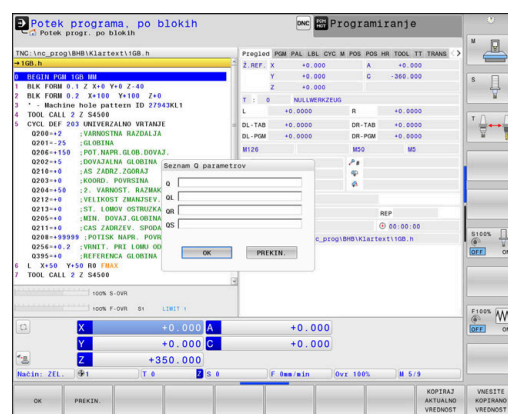 Potek programa, po blokih
Potek progr. po blokih
DNC
Programiranje
TNC:\nc_prog\BHB\Klartext\1GB.h
→1GB.h
0 BEGIN PGM 1GB MM
1 BLK FORM 0.1 Z X+0 Y+0 Z-40
2 BLK FORM 0.2 X+100 Y+100 Z+0
3 * - Machine hole pattern ID 27943KL1
4 TOOL CALL 2 Z S4500
5 CYCL DEF 203 UNIVERZALNO VRTANJE
Q200=+2 ;VARNOSTNA RAZDALJA
Q201=-25 ;GLOBINA
Q206=+150 ;POT.NAPR.GLOB.DOVAJ.
Q202=+5 ;DOVAJALNA GLOBINA
Q210=+0 ;AS ZADRZ.ZGORAJ
Q203=+0 ;KOORD. POVRSINA
Q204=+50 ;2. VARNOST. RAZMAK
Q212=+0 ;VELIKOST ZMANJSEV.
Q213=+0 ;ST. LOMOV OSTRUZKA
Q205=+0 ;MIN. DOVAJ.GLOBINA
Q211=+0 ;CAS ZADRZEV. SPODA
Q208=+99999 ;POTISK NAPR. POVR
Q256=+0.2 ;VRNIT. PRI LOMU OD
Q395=+0 ;REFERENCA GLOBINA
6 L X+50 Y+50 R0 FMAX
7 TOOL CALL 2 Z S4500
Pregled PGM PAL LBL CYC M POS POS HR TOOL TT TRANS
Ż.REF. X +0.000 A +0.000
Y +0.000 C -360.000
Z +0.000
T : 0 NULLWERKZEUG
L +0.0000 R +0.0000
DL-TAB +0.0000 DR-TAB +0.0000
DL-PGM +0.0000 DR-PGM +0.0000
M126 M50 M5
REP
00:00:00
c_prog\BHB\Klartext\1GB.h
Seznam Q parametrov
Q
QL
QR
QS
OK PREKIN.
100% S-OVR
100% F-OVR S1 LIMIT 1
X +0.000 A +0.000
Y +0.000 C +0.000
Z +350.000
Način: ŻEL. 1 T 0 Z S 0 F 0mm/min Ovr 100% M 5/9
OK PREKIN. KOPIRAJ AKTUALNO VREDNOST VNESITE KOPIRANO VREDNOST
M
S
T
S100%
OFF ON
F100%
OFF ON